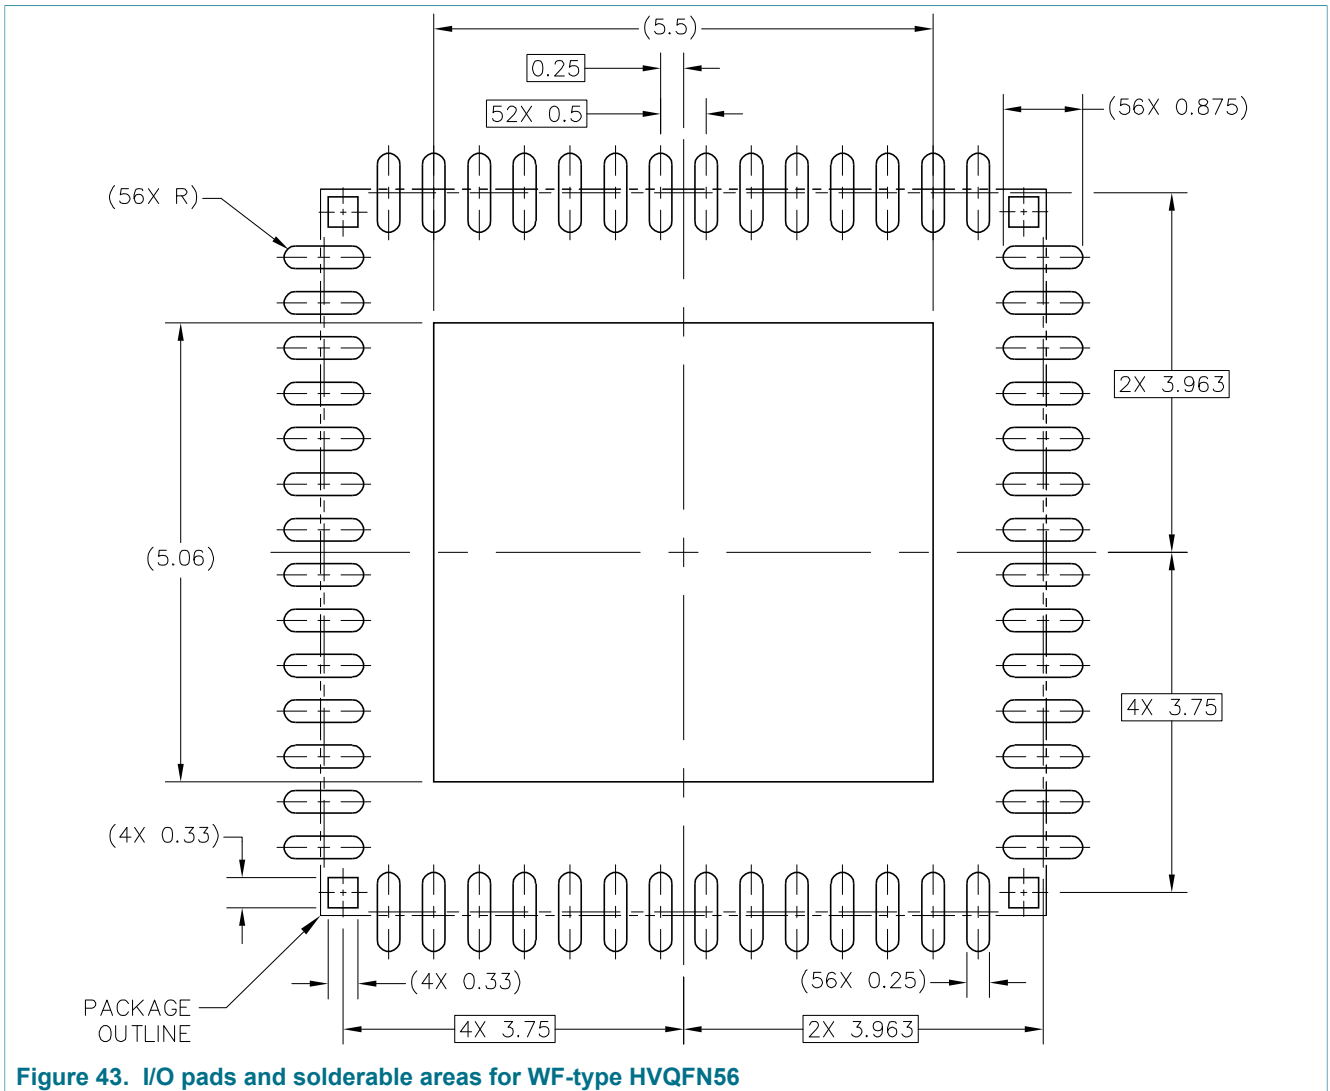 (5.5)
0.25
52X 0.5
(56X 0.875)
(56X R)
2X 3.963
(5.06)
4X 3.75
(4X 0.33)
(4X 0.33)
(56X 0.25)
PACKAGE
OUTLINE
4X 3.75
2X 3.963
Figure 43. I/O pads and solderable areas for WF-type HVQFN56